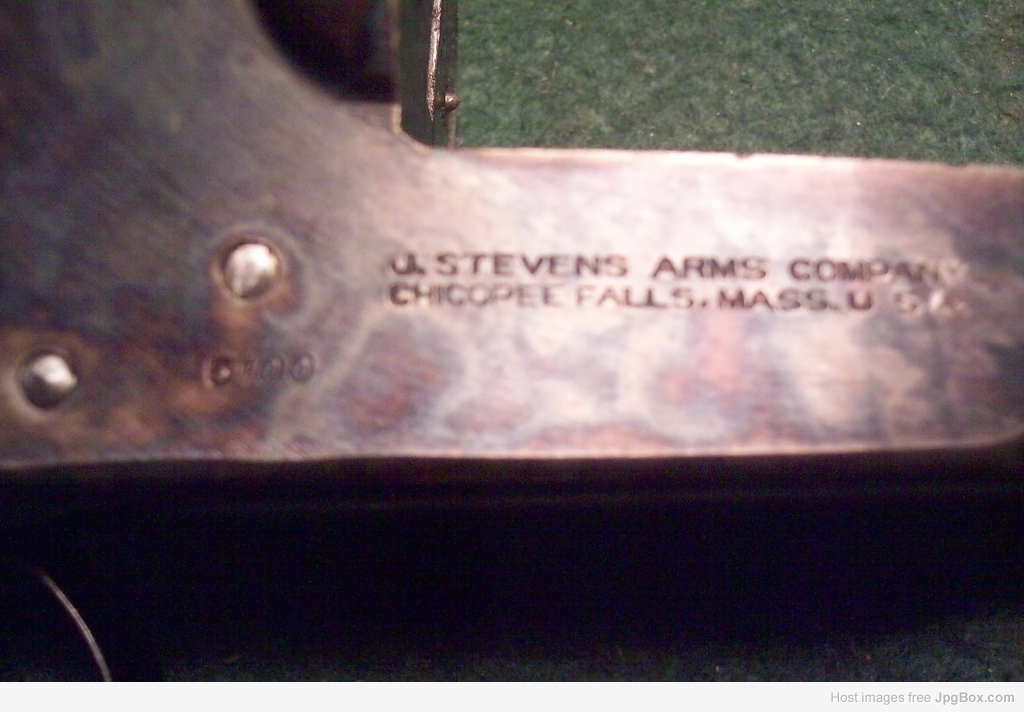 J. STEVENS ARMS COMPANY
CHICOPEE FALLS, MASS. U S A.
Host images free JpgBox.com